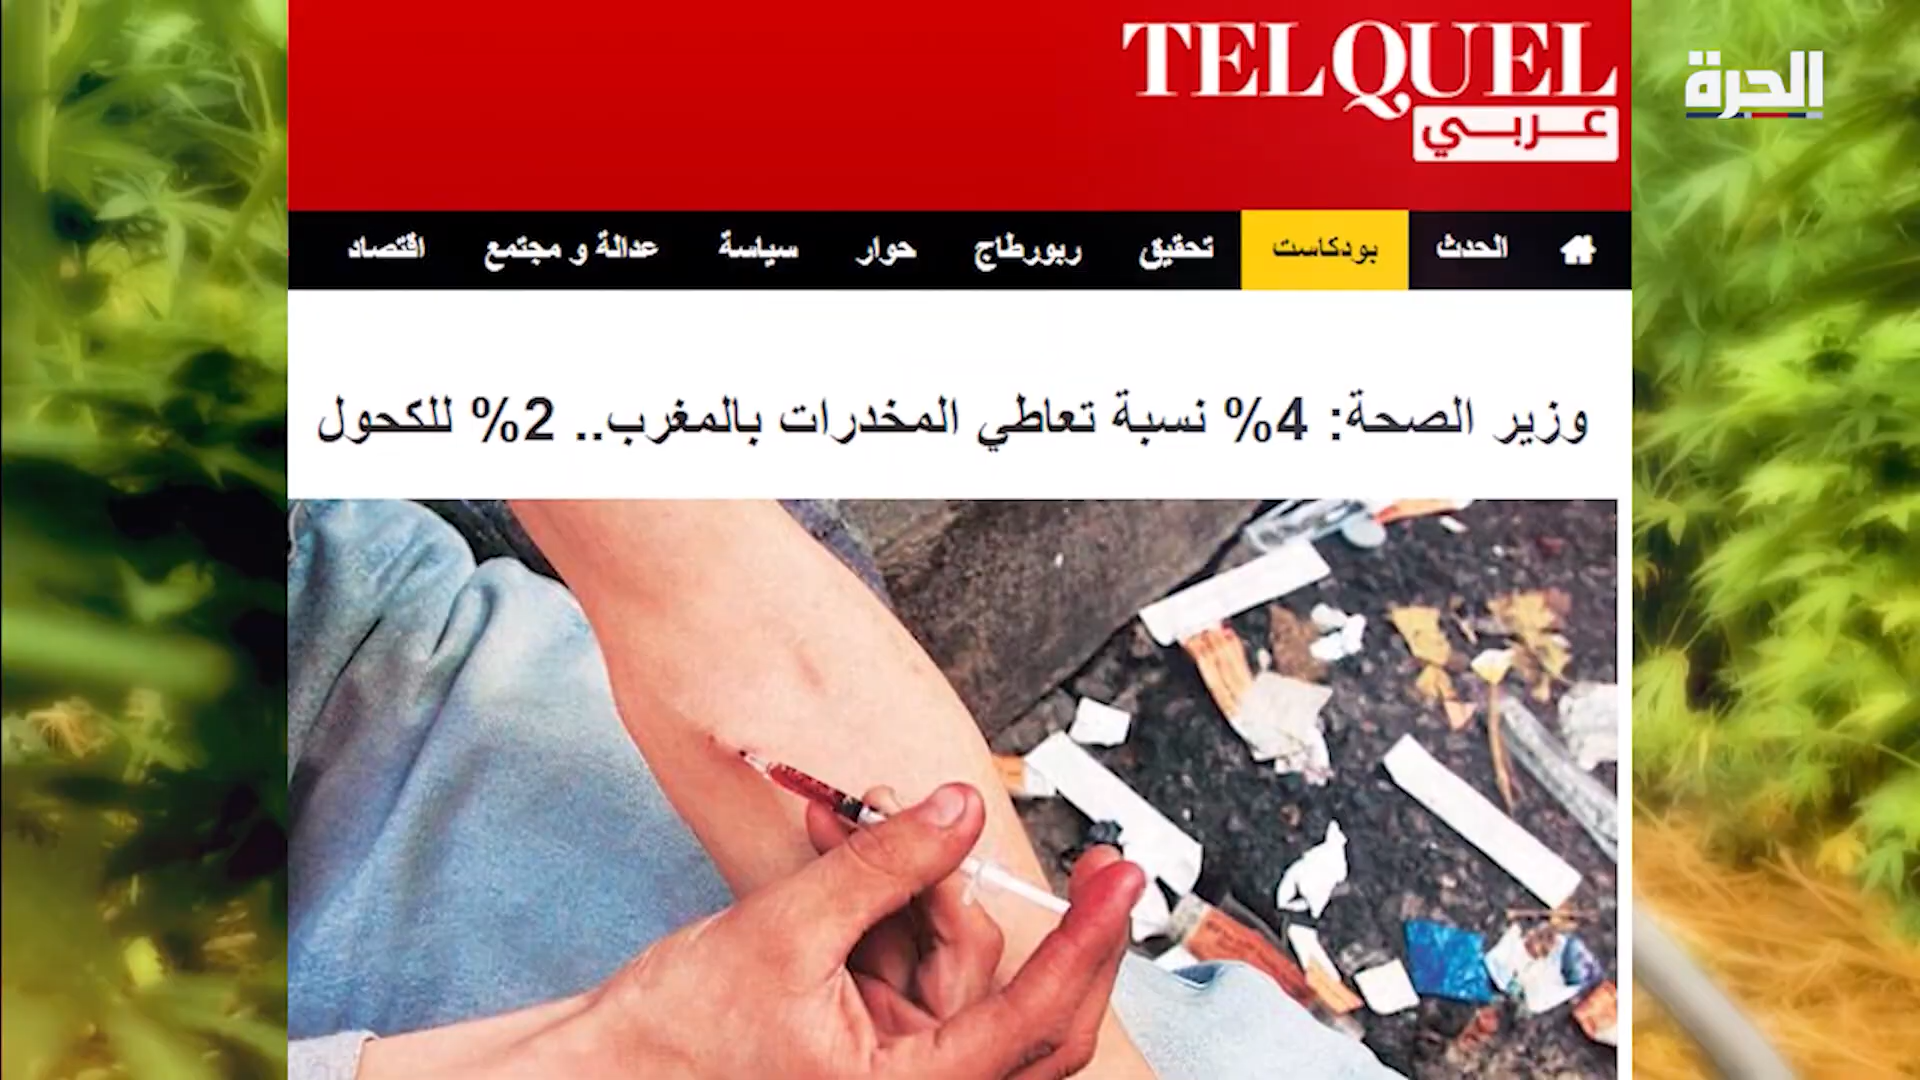 TELQUEL
عربي
الحرة
الحدث بودكاست تحقيق ربورطاج حوار سياسة عدالة و مجتمع اقتصاد
وزير الصحة: 4% نسبة تعاطي المخدرات بالمغرب.. 2% للكحول